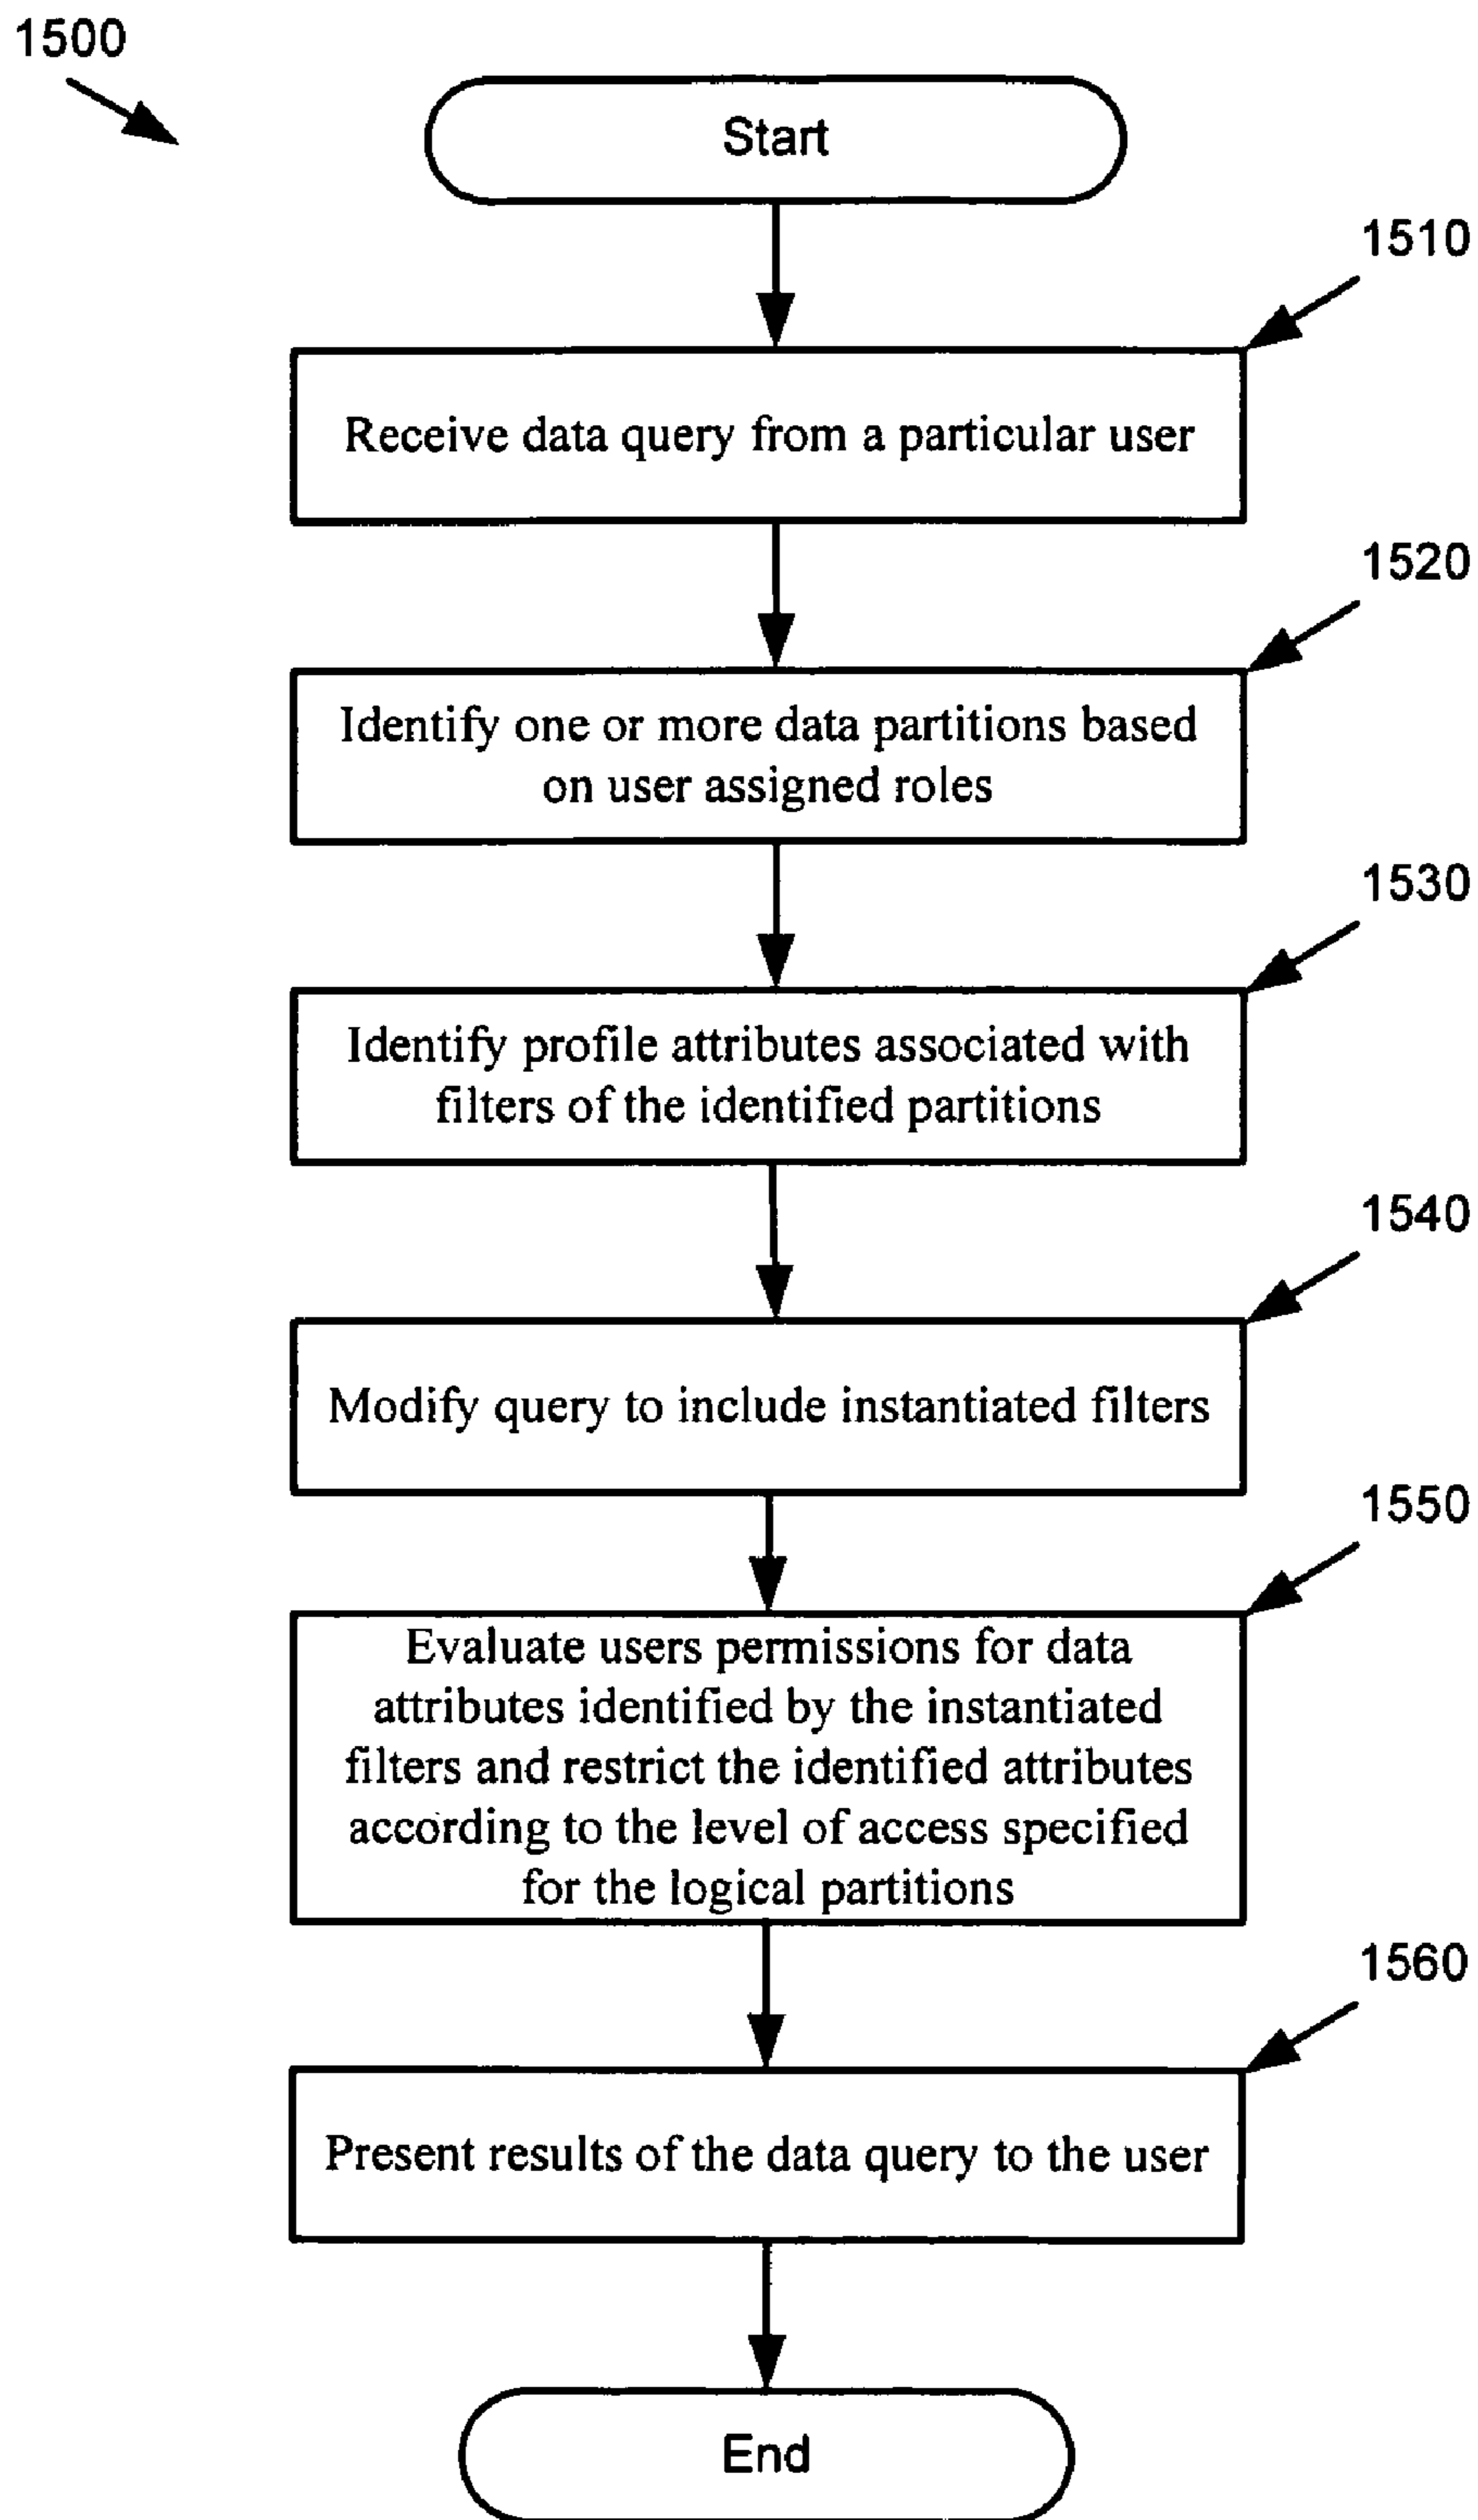 1500
Start
1510
Receive data query from a particular user
1520
Identify one or more data partitions based
on user assigned roles
1530
Identify profile attributes associated with
filters of the identified partitions
1540
Modify query to include instantiated filters
1550
Evaluate users permissions for data
attributes identified by the instantiated
filters and restrict the identified attributes
according to the level of access specified
for the logical partitions
1560
Present results of the data query to the user
End